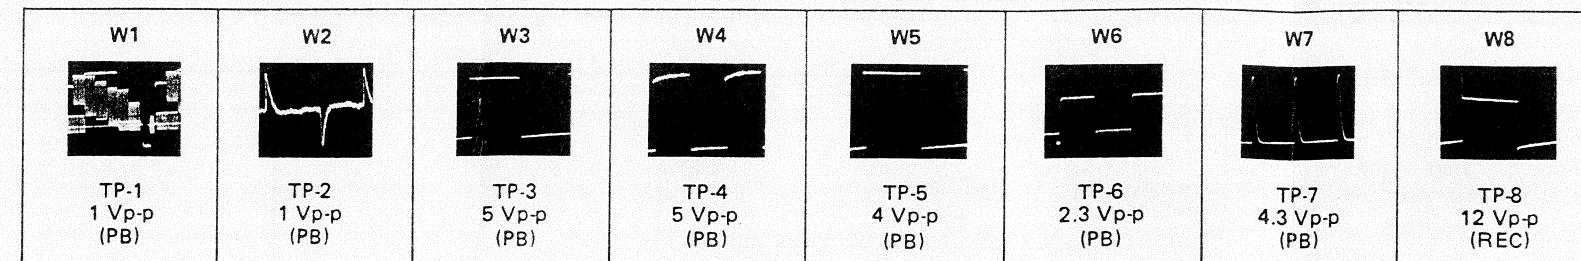 W1 W2 W3 W4 W5 W6 W7 W8
TP-1 TP-2 TP-3 TP-4 TP-5 TP-6 TP-7 TP-8
1 Vp-p 1 Vp-p 5 Vp-p 5 Vp-p 4 Vp-p 2.3 Vp-p 4.3 Vp-p 12 Vp-p
(PB) (PB) (PB) (PB) (PB) (PB) (PB) (REC)